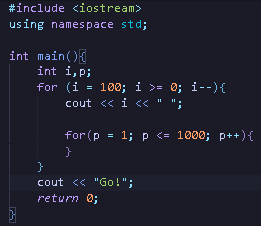 #include <iostream>
using namespace std;
int main(){
int i,p;
for (i = 100; i >= 0; i--){
cout << i << " ";
for(p = 1; p <= 1000; p++){
}
}
cout << "Go!";
return 0;
}